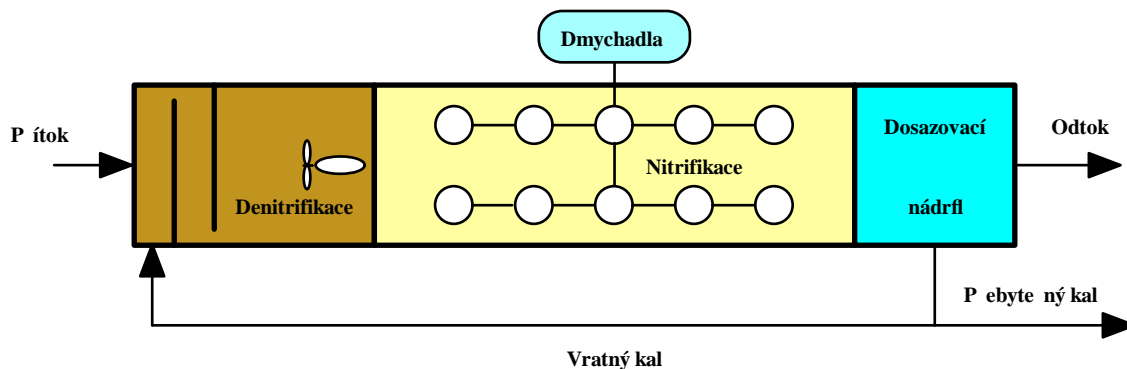 Dmychadla
P ítok
Dosazovací
Odtok
Nitrifikace
Denitrifikace
nádrfl
P ebyte ný kal
Vratný kal